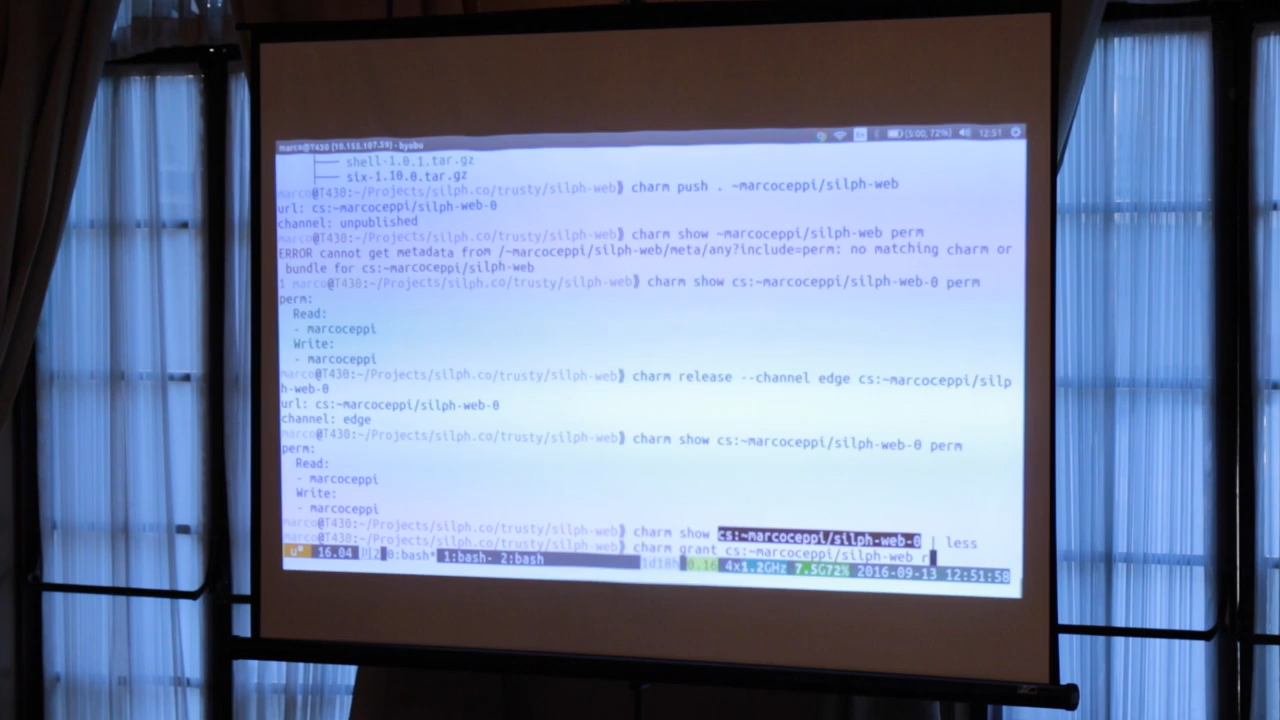 marco@T430 (10.155.107.59) - byobu En (5:00, 72%) 12:51
├── shell-1.0.1.tar.gz
└── six-1.10.0.tar.gz
marco@T430:~/Projects/silph.co/trusty/silph-web⟫ charm push . ~marcoceppi/silph-web
url: cs:~marcoceppi/silph-web-0
channel: unpublished
marco@T430:~/Projects/silph.co/trusty/silph-web⟫ charm show ~marcoceppi/silph-web perm
ERROR cannot get metadata from /~marcoceppi/silph-web/meta/any?include=perm: no matching charm or
bundle for cs:~marcoceppi/silph-web
1 marco@T430:~/Projects/silph.co/trusty/silph-web⟫ charm show cs:~marcoceppi/silph-web-0 perm
perm:
Read:
- marcoceppi
Write:
- marcoceppi
marco@T430:~/Projects/silph.co/trusty/silph-web⟫ charm release --channel edge cs:~marcoceppi/silp
h-web-0
url: cs:~marcoceppi/silph-web-0
channel: edge
marco@T430:~/Projects/silph.co/trusty/silph-web⟫ charm show cs:~marcoceppi/silph-web-0 perm
perm:
Read:
- marcoceppi
Write:
- marcoceppi
marco@T430:~/Projects/silph.co/trusty/silph-web⟫ charm show cs:~marcoceppi/silph-web-0 | less
marco@T430:~/Projects/silph.co/trusty/silph-web⟫ charm grant cs:~marcoceppi/silph-web r
16.04 0:bash* 1:bash- 2:bash 1d18h 0.16 4x1.2GHz 7.5G72% 2016-09-13 12:51:58